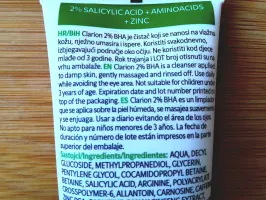 2% SALICYLIC ACID + AMINOACIDS
+ ZINC
HR/BiH Clarion 2% BHA je čistač koji se nanosi na vlažnu
kožu, nježno umasira i ispere. Koristiti svakodnevno,
izbjegavajući područje oko očiju. Ne koristiti kod djece
mlađe od 3 godine. Rok trajanja i LOT broj otisnuti su na
vrhu ambalaže. EN Clarion 2% BHA is a cleanser applied
to damp skin, gently massaged and rinsed off. Use daily
while avoiding the eye area. Not suitable for children under
3 years of age. Expiration date and lot number printed
top of the packaging. ES Clarion 2% BHA es un limpiador
que se aplica sobre la piel húmeda, se masajea suavemente
y se enjuaga. Usar a diario evitando el área de los ojos.
No apto para niños menores de 3 años. La fecha de
duración y número de lote están impresos en la parte
superior del embalaje.
Sastojci/Ingredients/Ingredientes: AQUA, DECYL
GLUCOSIDE, METHYLPROPANEDIOL, GLYCERIN,
PENTYLENE GLYCOL, COCAMIDOPROPYL BETAINE,
BETAINE, SALICYLIC ACID, ARGININE, POLYACRYLATE
CROSSPOLYMER-6, ALLANTOIN, CARNOSINE, CAFFEINE,